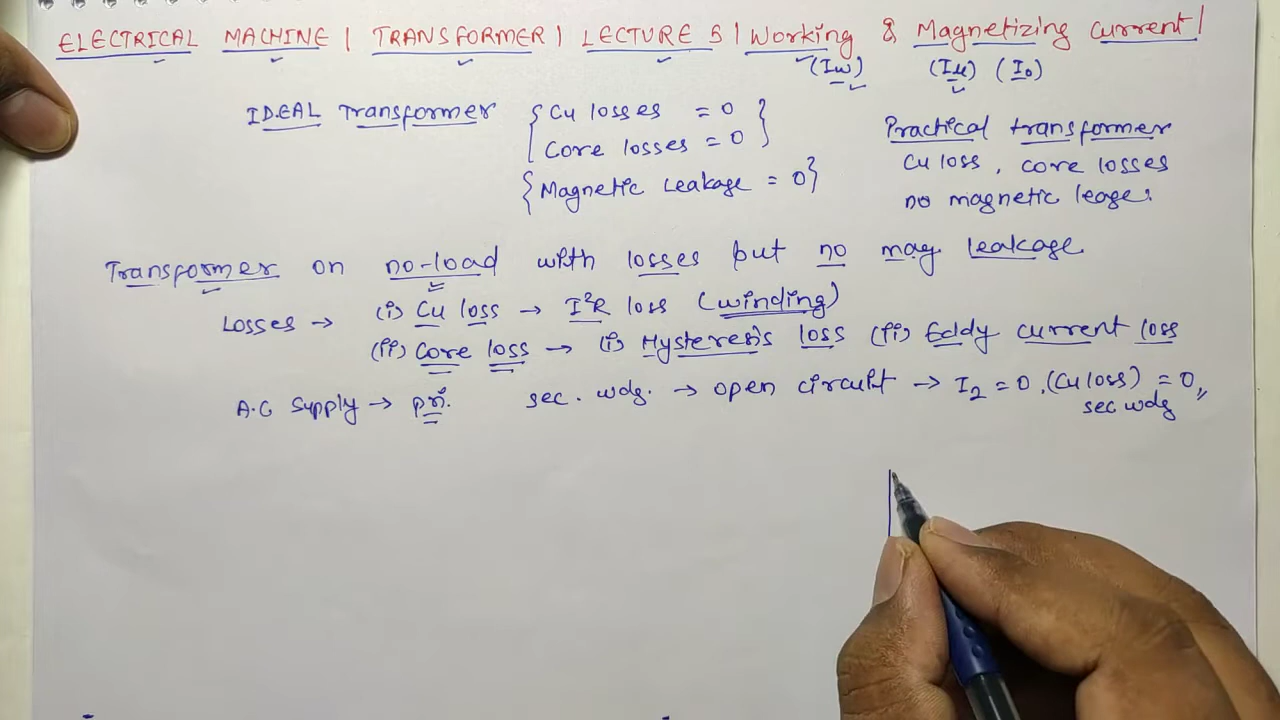 ELECTRICAL MACHINE | TRANSFORMER | LECTURE 5 | Working & Magnetizing Current |
(Iw) (Iμ) (I0)
IDEAL Transformer { Cu losses = 0 }
Core losses = 0
{ Magnetic Leakage = 0 }
Practical transformer
Cu loss, core losses
no magnetic leage.
Transformer on no-load with losses but no mag leakage
Losses → (i) Cu loss → I²R loss (winding)
(ii) Core loss → (i) Hysteresis loss (ii) Eddy current loss
A.C Supply → pri. sec. wdg. → open circuit → I2 = 0. (Cu loss) = 0,,
sec wdg